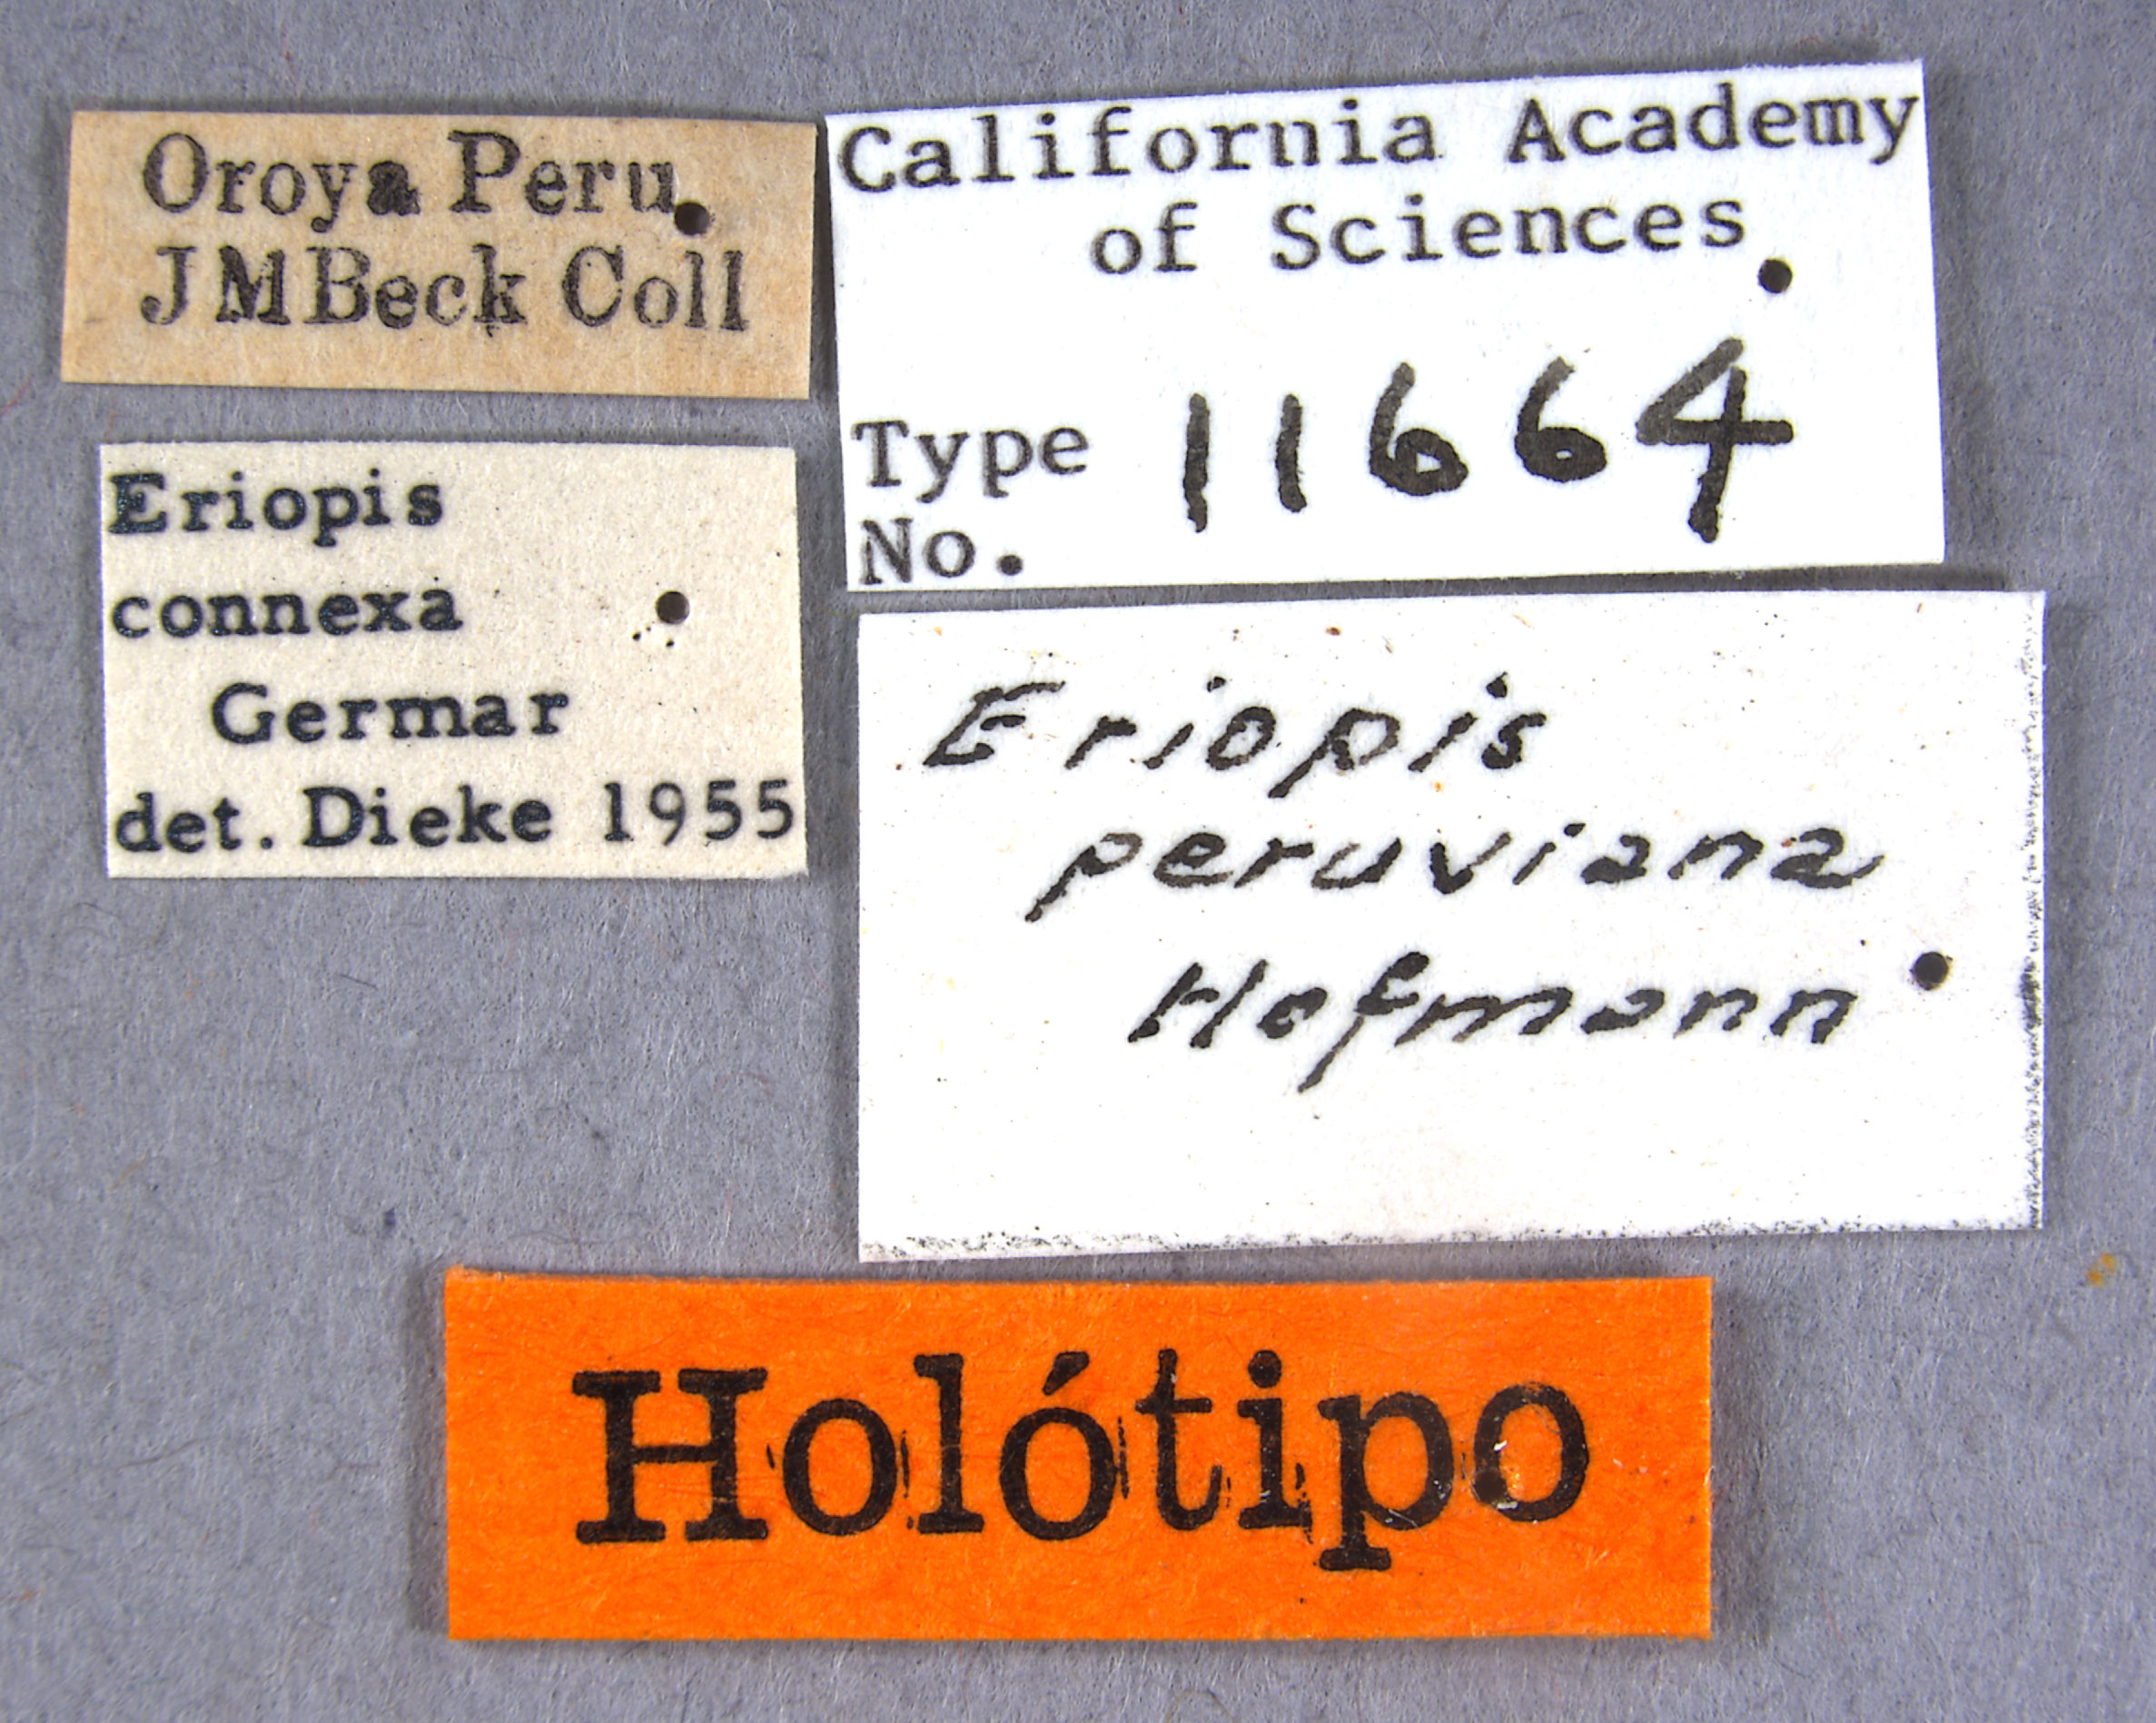 Oroya Peru.
J M Beck Coll
California Academy
of Sciences
Type
No. 11664
Eriopis
connexa
Germar
det. Dieke 1955
Eriopis
peruviana
Hofmann
Holótipo